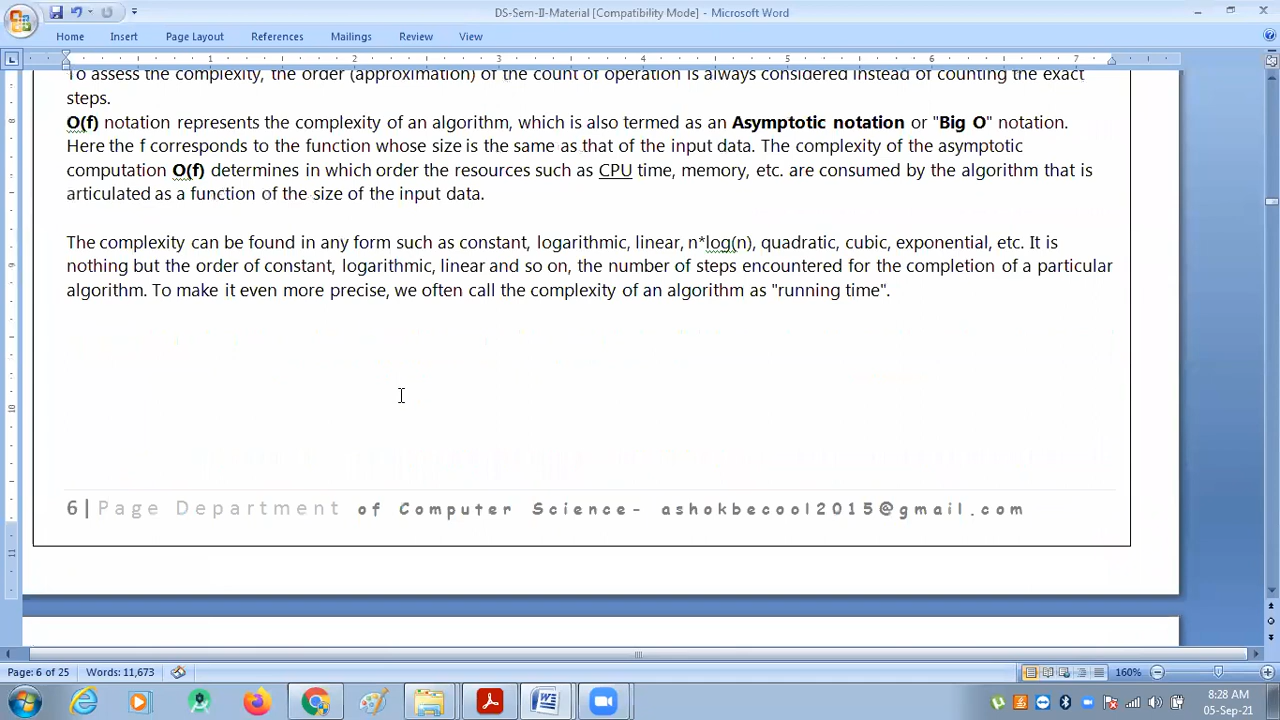 DS-Sem-II-Material [Compatibility Mode] - Microsoft Word
Home Insert Page Layout References Mailings Review View
1 2 3 4 5 6 7
To assess the complexity, the order (approximation) of the count of operation is always considered instead of counting the exact
steps.
O(f) notation represents the complexity of an algorithm, which is also termed as an Asymptotic notation or "Big O" notation.
Here the f corresponds to the function whose size is the same as that of the input data. The complexity of the asymptotic
computation O(f) determines in which order the resources such as CPU time, memory, etc. are consumed by the algorithm that is
articulated as a function of the size of the input data.
The complexity can be found in any form such as constant, logarithmic, linear, n*log(n), quadratic, cubic, exponential, etc. It is
nothing but the order of constant, logarithmic, linear and so on, the number of steps encountered for the completion of a particular
algorithm. To make it even more precise, we often call the complexity of an algorithm as "running time".
6 | Page Department of Computer Science- ashokbecool2015@gmail.com
Page: 6 of 25 Words: 11,673 160%
8:28 AM
05-Sep-21